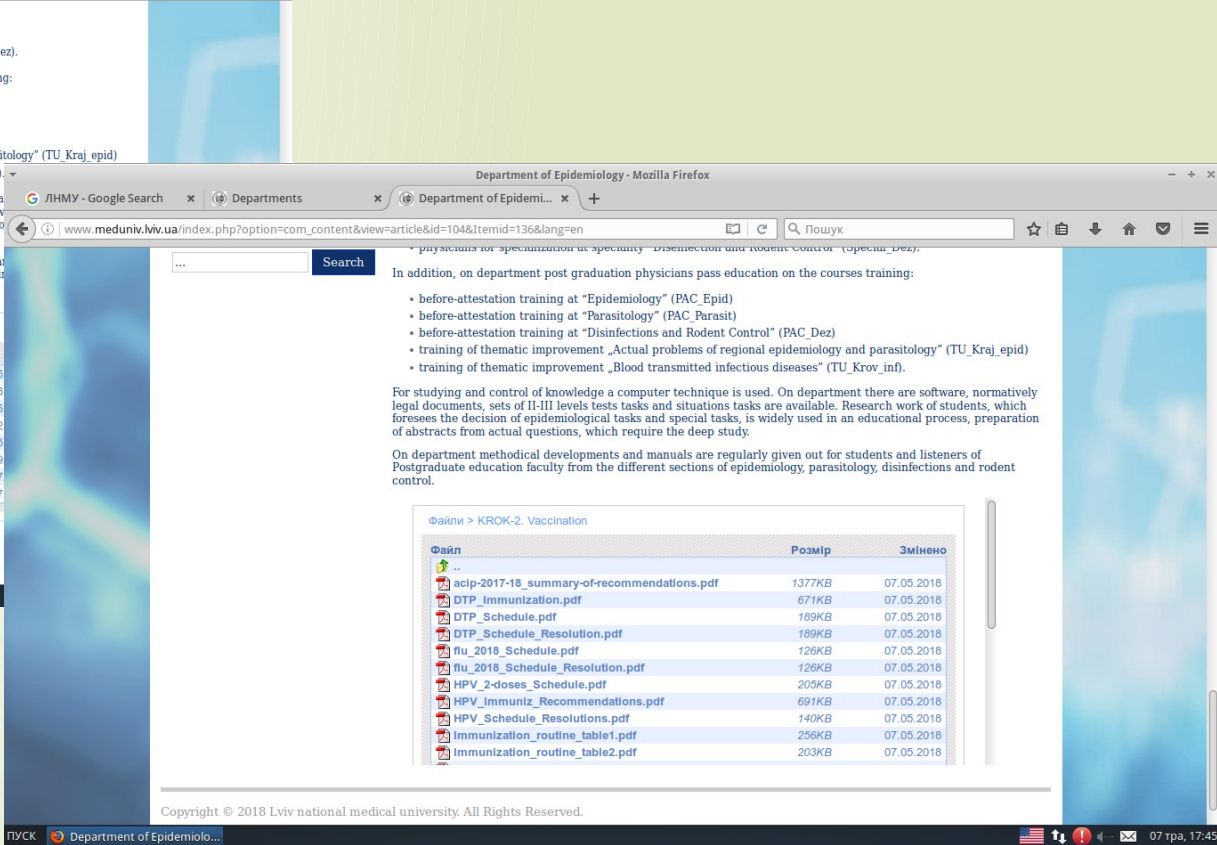 ez).
ng:
itology” (TU_Kraj_epid)
Department of Epidemiology - Mozilla Firefox
ЛНМУ - Google Search
Departments
Department of Epidemi...
www.meduniv.lviv.ua/index.php?option=com_content&view=article&id=104&Itemid=136&lang=en
Пошук
• physicians for specialization at specialty “Disinfection and Rodent Control” (Special_Dez).
...
Search
In addition, on department post graduation physicians pass education on the courses training:
• before-attestation training at “Epidemiology” (PAC_Epid)
• before-attestation training at “Parasitology” (PAC_Parasit)
• before-attestation training at “Disinfections and Rodent Control” (PAC_Dez)
• training of thematic improvement „Actual problems of regional epidemiology and parasitology” (TU_Kraj_epid)
• training of thematic improvement “Blood transmitted infectious diseases” (TU_Krov_inf).
For studying and control of knowledge a computer technique is used. On department there are software, normatively
legal documents, sets of II-III levels tests tasks and situations tasks are available. Research work of students, which
foresees the decision of epidemiological tasks and special tasks, is widely used in an educational process, preparation
of abstracts from actual questions, which require the deep study.
On department methodical developments and manuals are regularly given out for students and listeners of
Postgraduate education faculty from the different sections of epidemiology, parasitology, disinfections and rodent
control.
Файли > KROK-2. Vaccination
Файл Розмір Змінено
..
acip-2017-18_summary-of-recommendations.pdf 1377KB 07.05.2018
DTP_Immunization.pdf 671KB 07.05.2018
DTP_Schedule.pdf 189KB 07.05.2018
DTP_Schedule_Resolution.pdf 189KB 07.05.2018
flu_2018_Schedule.pdf 126KB 07.05.2018
flu_2018_Schedule_Resolution.pdf 126KB 07.05.2018
HPV_2-doses_Schedule.pdf 205KB 07.05.2018
HPV_Immuniz_Recommendations.pdf 691KB 07.05.2018
HPV_Schedule_Resolutions.pdf 140KB 07.05.2018
Immunization_routine_table1.pdf 256KB 07.05.2018
Immunization_routine_table2.pdf 203KB 07.05.2018
Copyright © 2018 Lviv national medical university. All Rights Reserved.
ПУСК
Department of Epidemiolo...
07 тра, 17:45